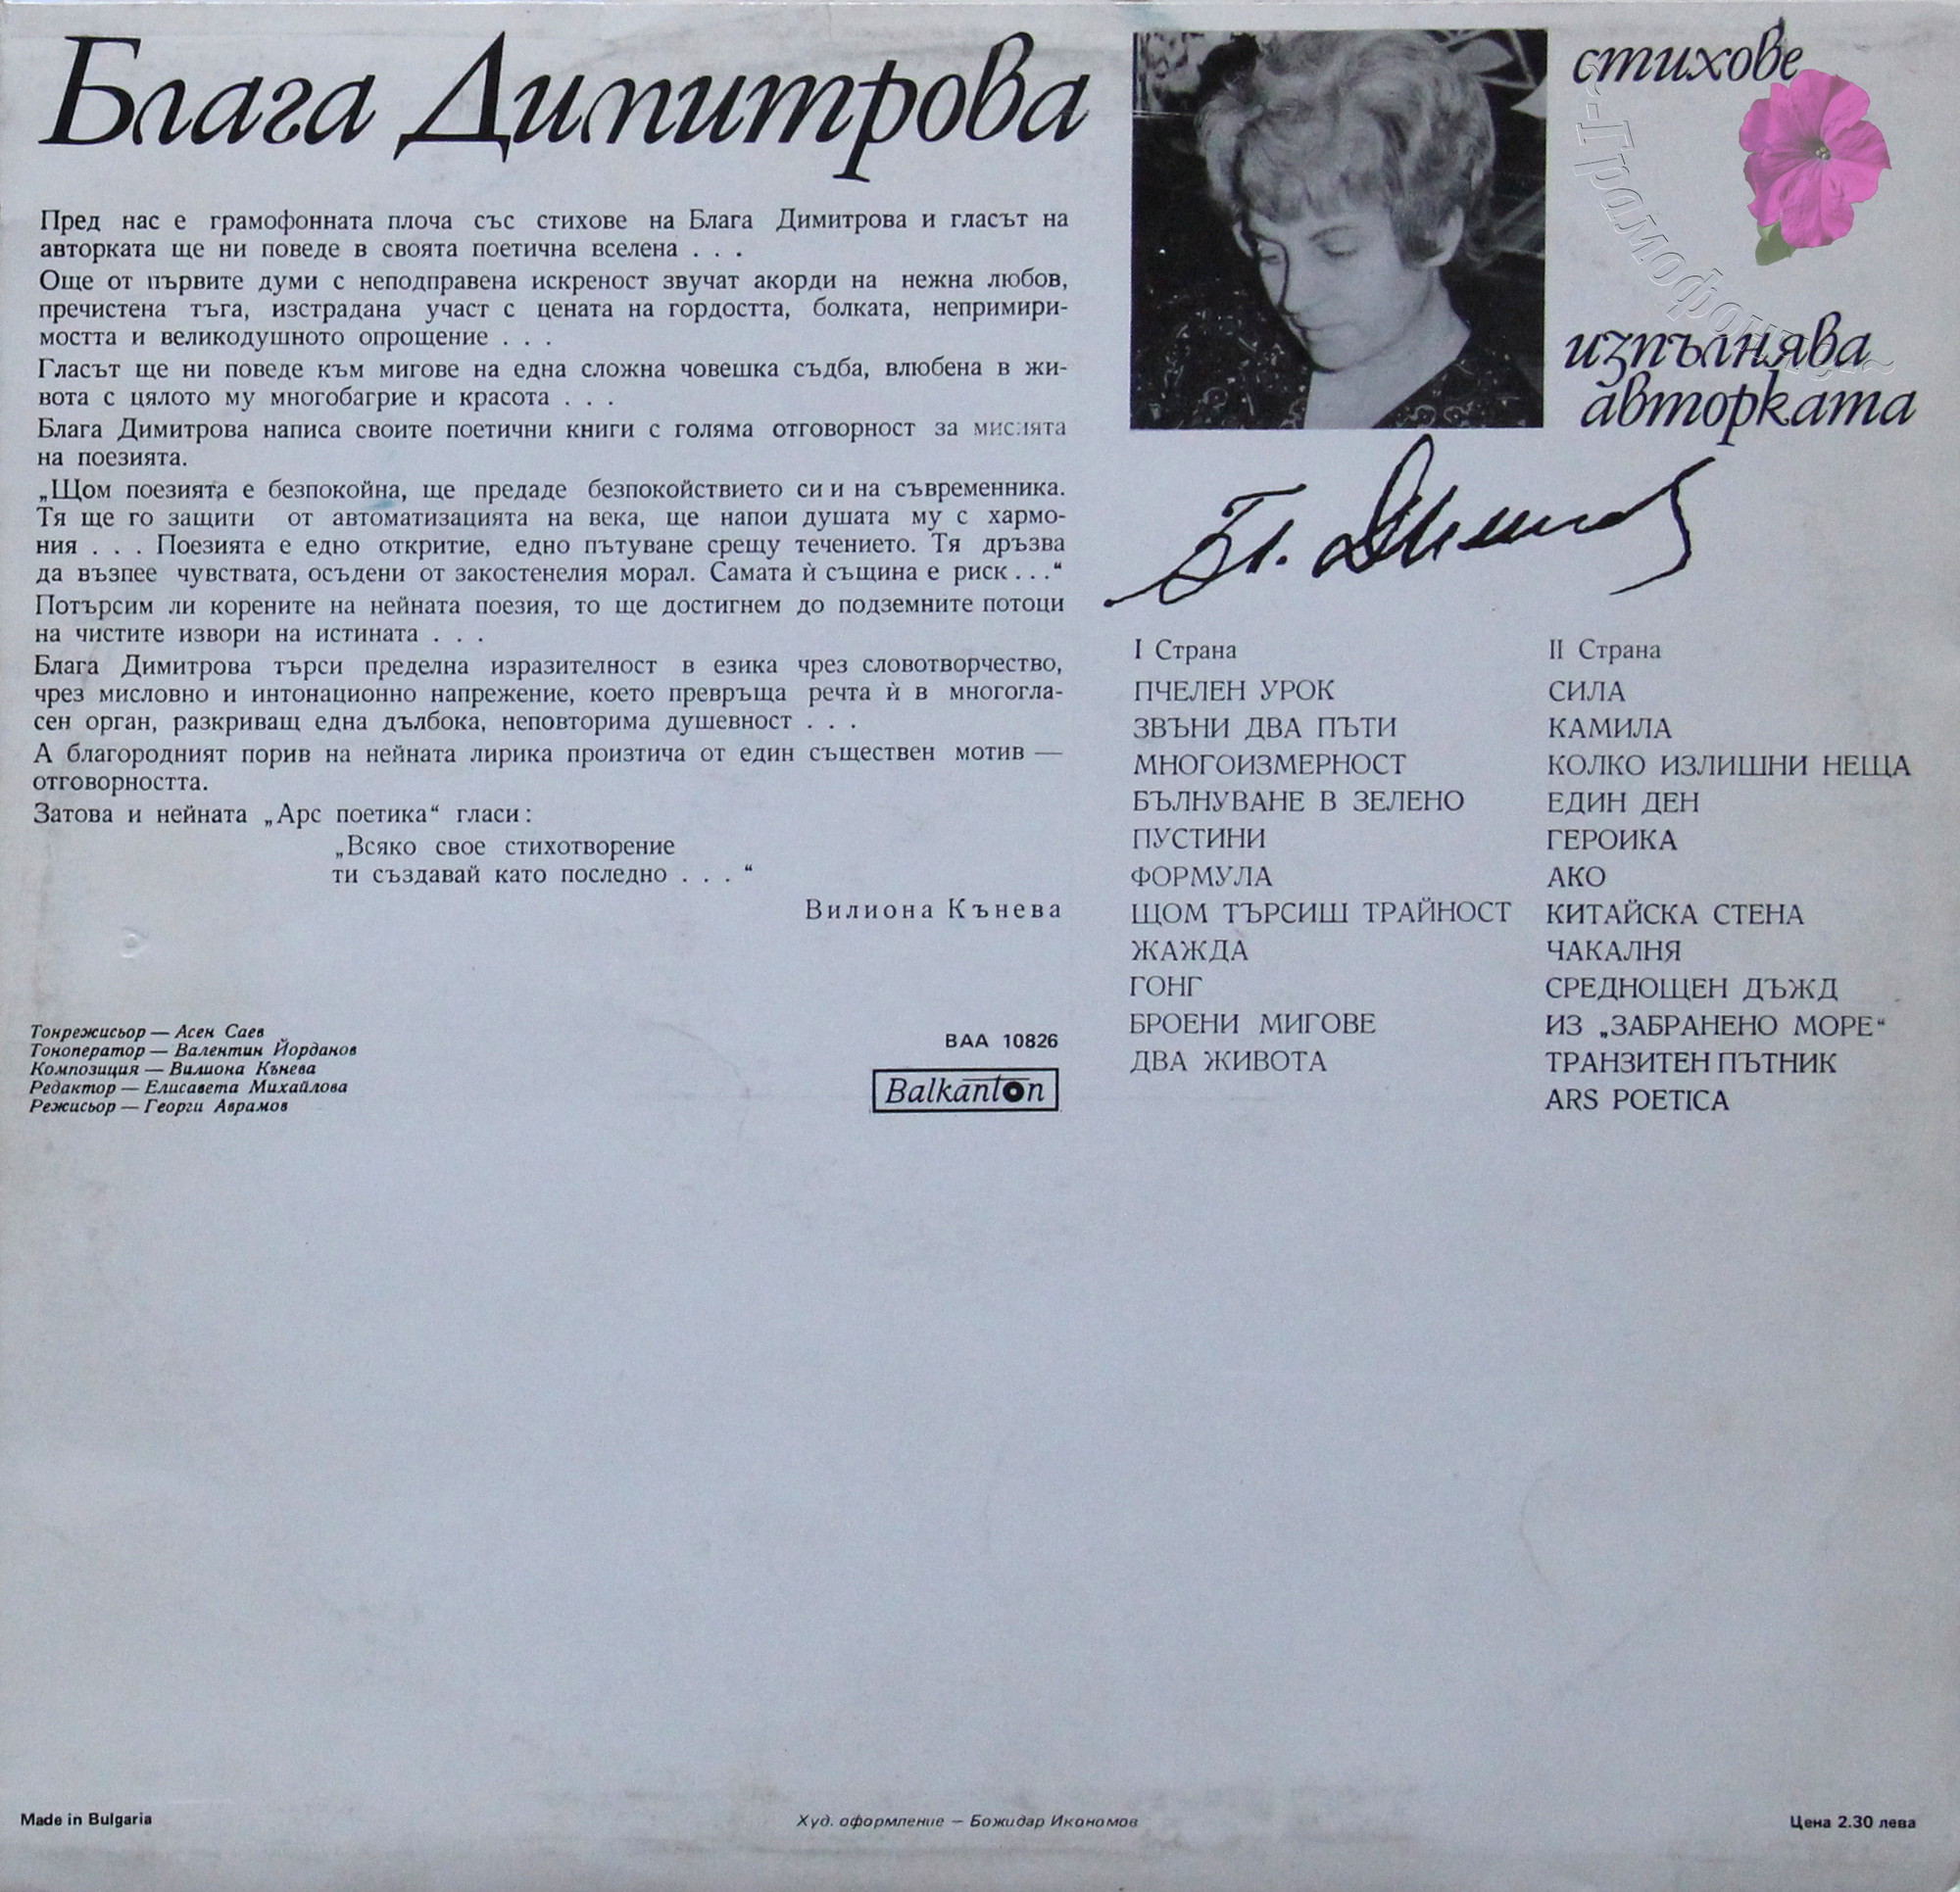 Блага Димитрова
стихове
изпълнява
авторката
Пред нас е грамофонната плоча със стихове на Блага Димитрова и гласът на
авторката ще ни поведе в своята поетична вселена . . .
Още от първите думи с неподправена искреност звучат акорди на нежна любов,
пречистена тъга, изстрадана участ с цената на гордостта, болката, непримири-
мостта и великодушното опрощение . . .
Гласът ще ни поведе към мигове на една сложна човешка съдба, влюбена в жи-
вота с цялото му многобагрие и красота . . .
Блага Димитрова написа своите поетични книги с голяма отговорност за мисията
на поезията.
„Щом поезията е безпокойна, ще предаде безпокойствието си и на съвременника.
Тя ще го защити от автоматизацията на века, ще напои душата му с хармо-
ния . . . Поезията е едно откритие, едно пътуване срещу течението. Тя дръзва
да възпее чувствата, осъдени от закостенелия морал. Самата ѝ същина е риск . . .“
Потърсим ли корените на нейната поезия, то ще достигнем до подземните потоци
на чистите извори на истината . . .
Блага Димитрова търси пределна изразителност в езика чрез словотворчество,
чрез мисловно и интонационно напрежение, което превръща речта ѝ в многогла-
сен орган, разкриващ една дълбока, неповторима душевност . . .
А благородният порив на нейната лирика произтича от един съществен мотив —
отговорността.
Затова и нейната „Арс поетика“ гласи :
„Всяко свое стихотворение
ти създавай като последно . . . “
Вилиона Кънева
Тонрежисьор — Асен Саев
Тоноператор — Валентин Йорданов
Композиция — Вилиона Кънева
Редактор — Елисавета Михайлова
Режисьор — Георги Аврамов
ВАА 10826
Balkanton
I Страна
ПЧЕЛЕН УРОК
ЗВЪНИ ДВА ПЪТИ
МНОГОИЗМЕРНОСТ
БЪЛНУВАНЕ В ЗЕЛЕНО
ПУСТИНИ
ФОРМУЛА
ЩОМ ТЪРСИШ ТРАЙНОСТ
ЖАЖДА
ГОНГ
БРОЕНИ МИГОВЕ
ДВА ЖИВОТА
II Страна
СИЛА
КАМИЛА
КОЛКО ИЗЛИШНИ НЕЩА
ЕДИН ДЕН
ГЕРОИКА
АКО
КИТАЙСКА СТЕНА
ЧАКАЛНЯ
СРЕДНОЩЕН ДЪЖД
ИЗ „ЗАБРАНЕНО МОРЕ“
ТРАНЗИТЕН ПЪТНИК
ARS POETICA
Made in Bulgaria
Худ. оформление — Божидар Икономов
Цена 2.30 лева